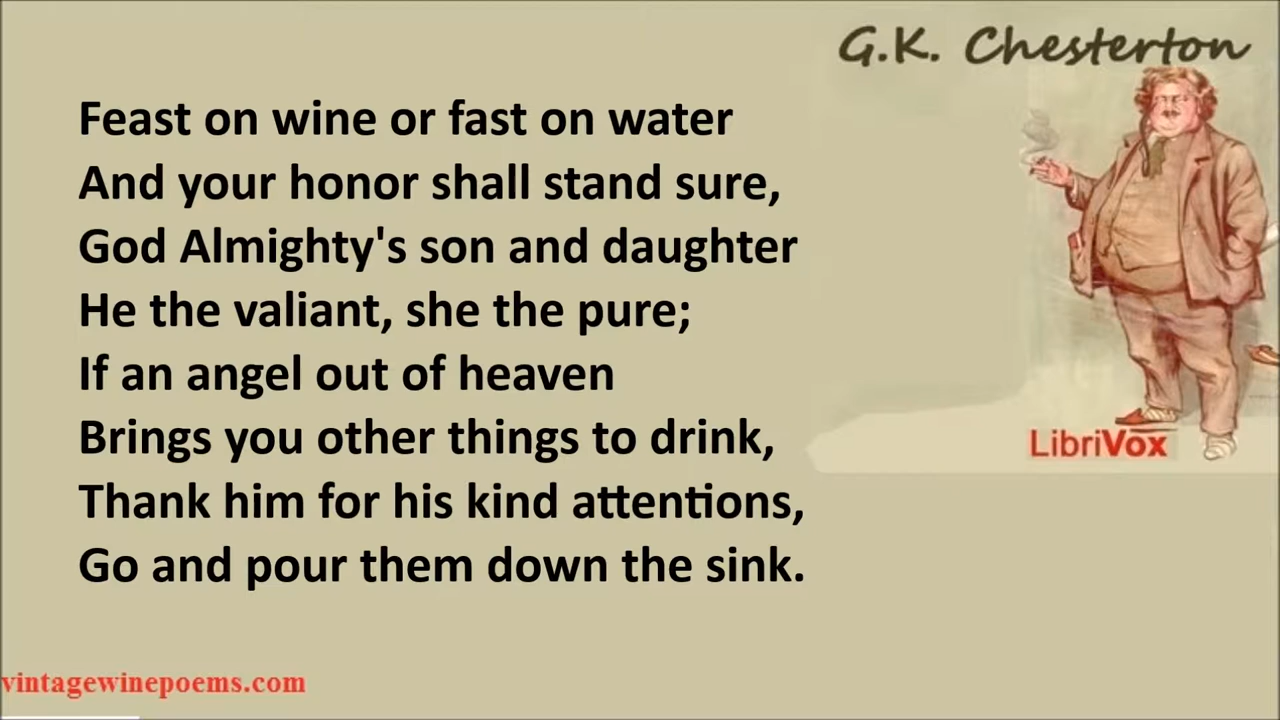 G.K. Chesterton
Feast on wine or fast on water
And your honor shall stand sure,
God Almighty's son and daughter
He the valiant, she the pure;
If an angel out of heaven
Brings you other things to drink,
Thank him for his kind attentions,
Go and pour them down the sink.
LibriVox
vintagewinepoems.com